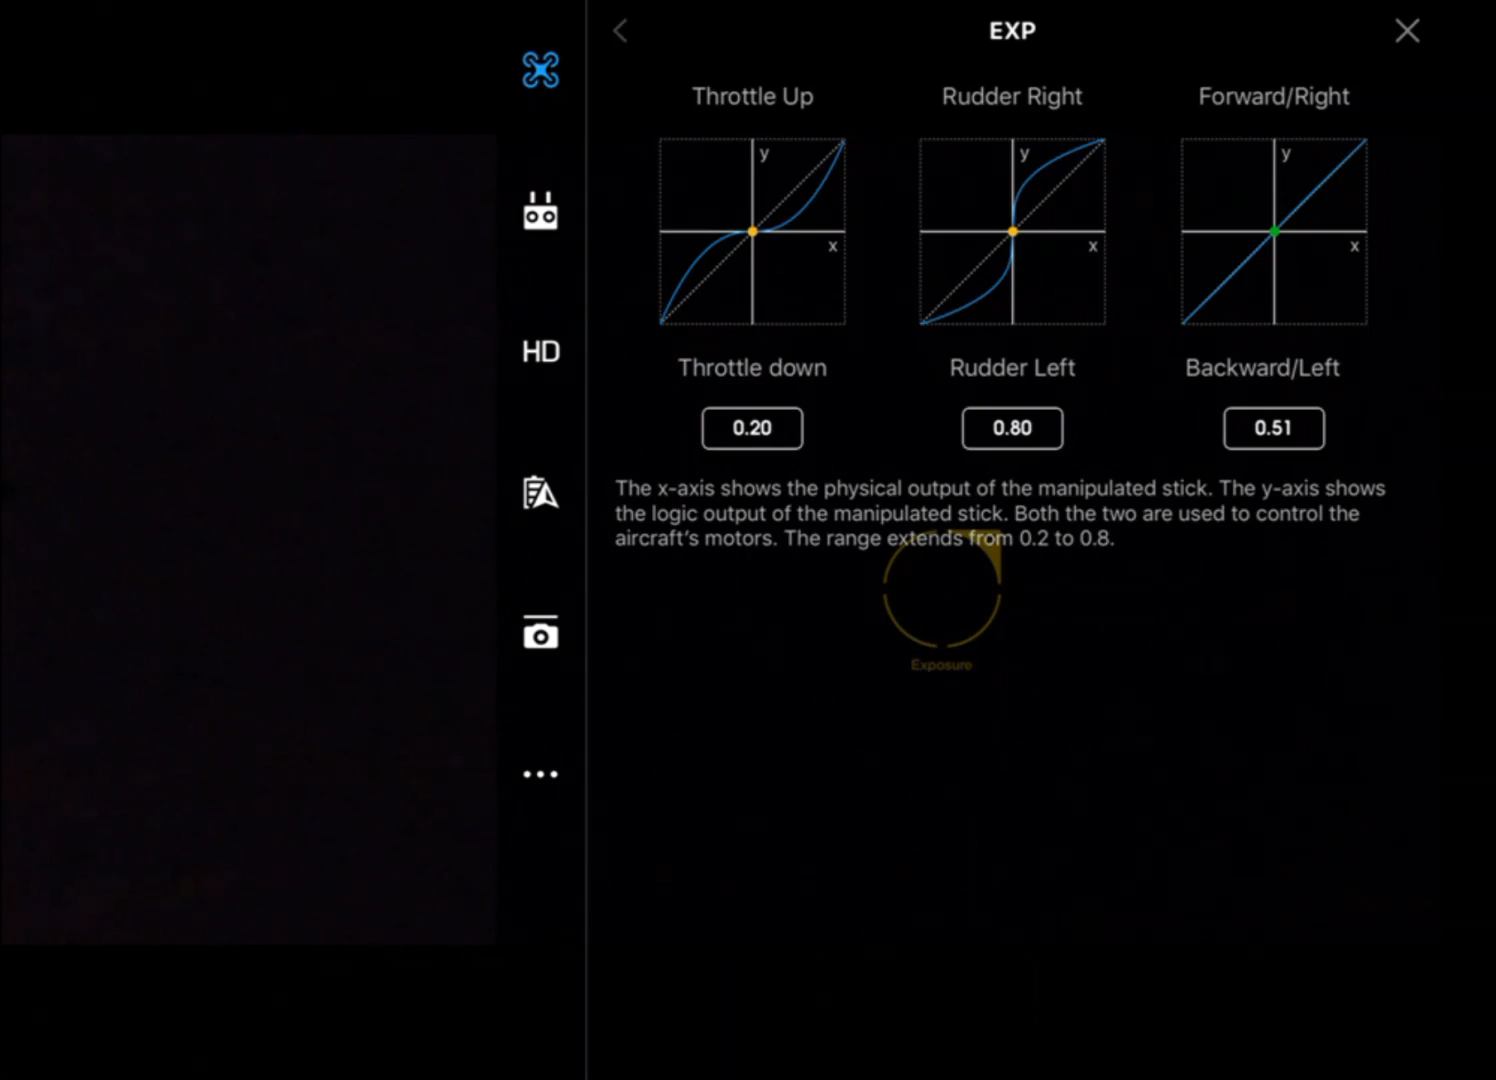 EXP
Throttle Up
Rudder Right
Forward/Right
y
y
y
x
x
x
HD
Throttle down
Rudder Left
Backward/Left
0.20
0.80
0.51
The x-axis shows the physical output of the manipulated stick. The y-axis shows
the logic output of the manipulated stick. Both the two are used to control the
aircraft's motors. The range extends from 0.2 to 0.8.
Exposure